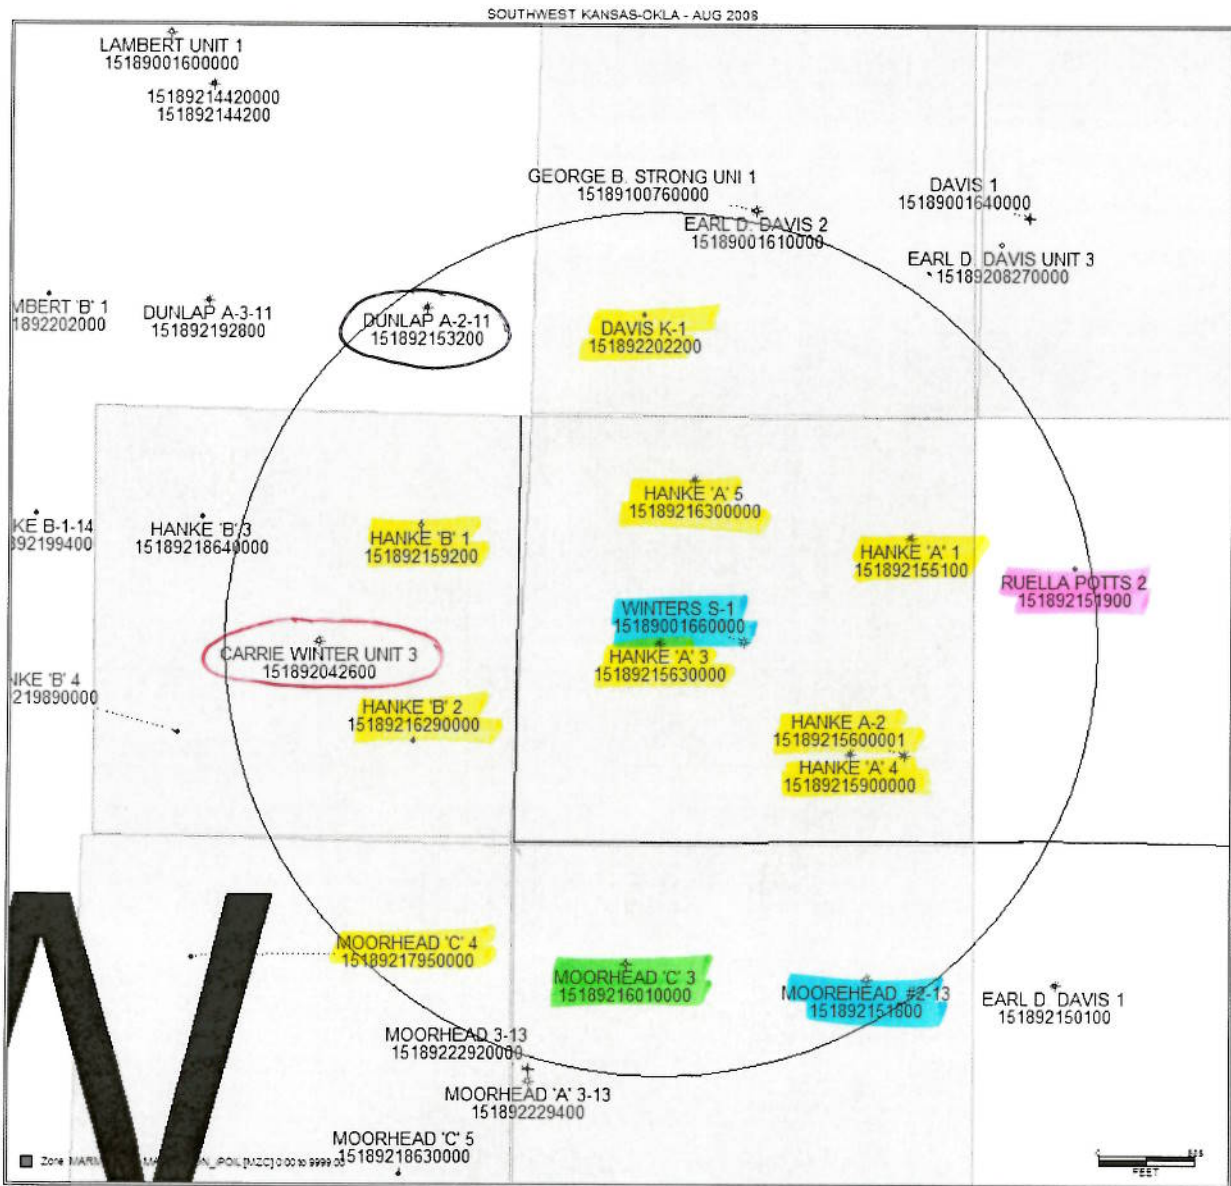 SOUTHWEST KANSAS-OKLA - AUG 2008
LAMBERT UNIT 1
15189001600000
15189214420000
151892144200
GEORGE B. STRONG UNI 1
15189100760000
EARL D. DAVIS 2
15189001610000
DAVIS 1
15189001640000
EARL D. DAVIS UNIT 3
15189208270000
MBERT 'B' 1
1892202000
DUNLAP A-3-11
151892192800
DUNLAP A-2-11
151892153200
DAVIS K-1
151892202200
KE B-1-14
892199400
HANKE 'B' 3
15189218640000
HANKE 'B' 1
151892159200
HANKE 'A' 5
15189216300000
HANKE 'A' 1
151892155100
RUELLA POTTS 2
151892151900
WINTERS S-1
15189001660000
HANKE 'A' 3
15189215630000
CARRIE WINTER UNIT 3
151892042600
NKE 'B' 4
219890000
HANKE 'B' 2
15189216290000
HANKE A-2
15189215600001
HANKE 'A' 4
15189215900000
MOORHEAD 'C' 4
15189217950000
MOORHEAD 'C' 3
15189216010000
MOOREHEAD #2-13
151892151800
EARL D. DAVIS 1
151892150100
MOORHEAD 3-13
15189222920000
MOORHEAD 'A' 3-13
151892229400
MOORHEAD 'C' 5
15189218630000
W
Zone
FEET